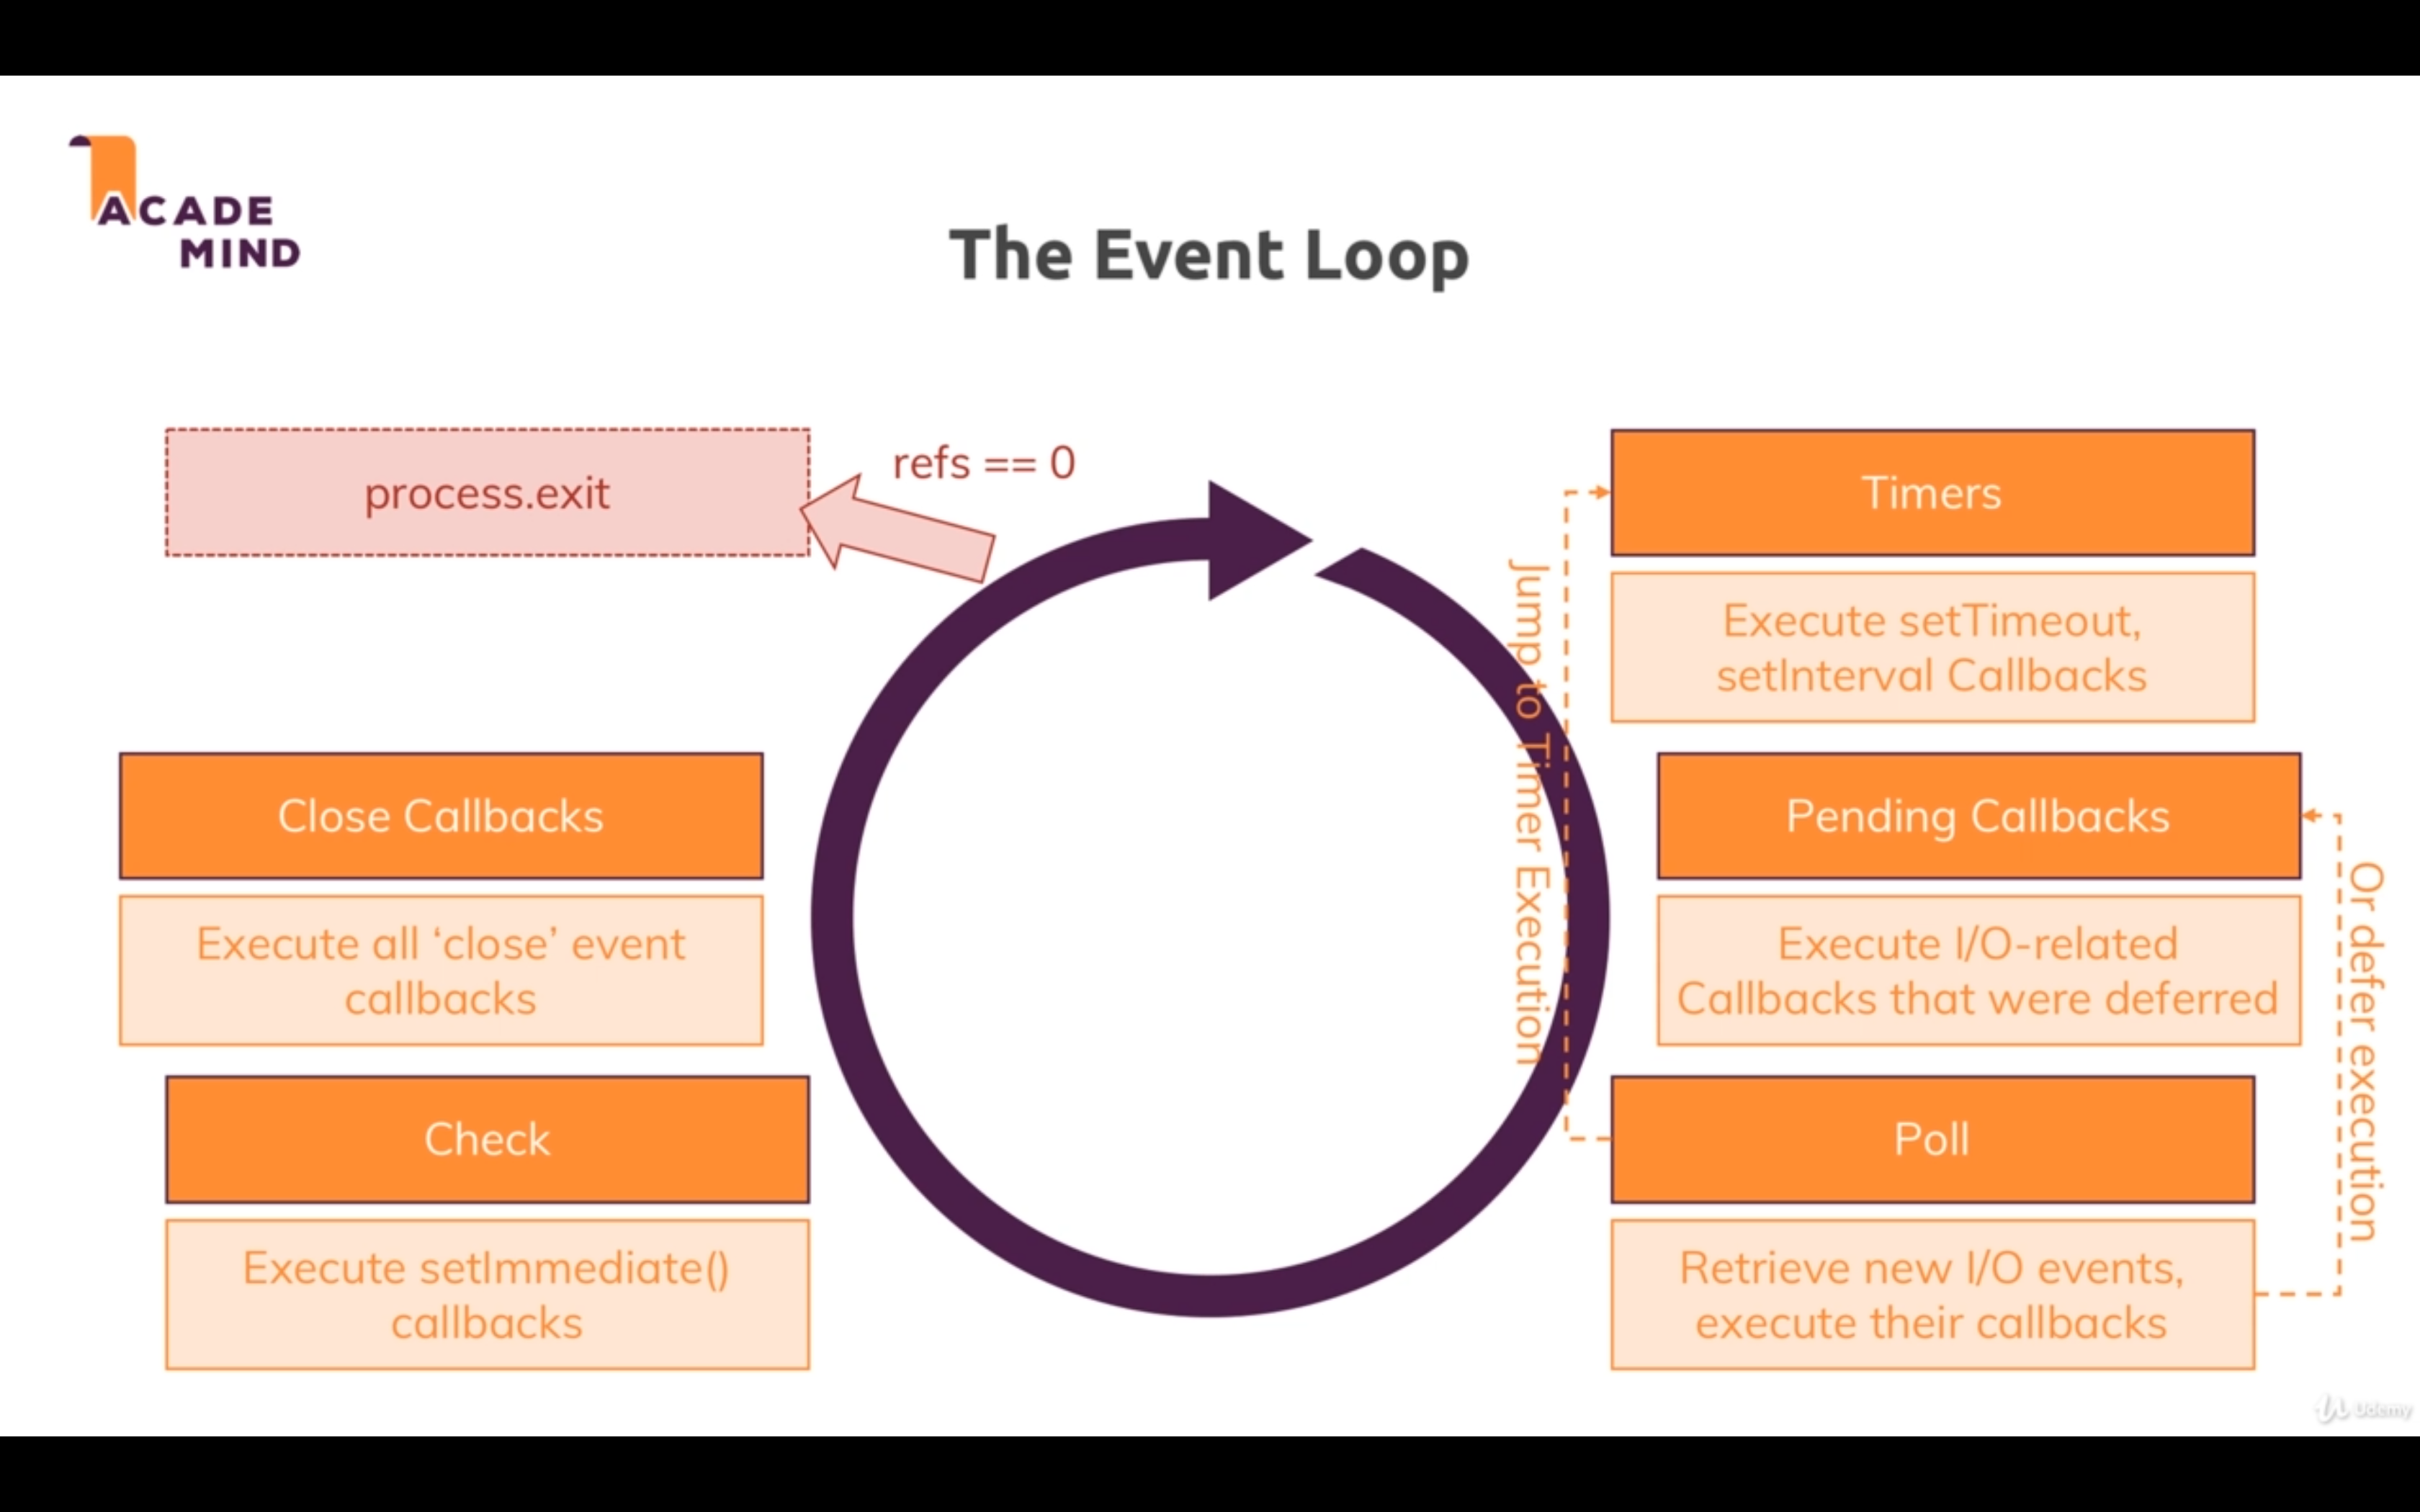 ACADE
MIND
The Event Loop
process.exit
refs == 0
Timers
Execute setTimeout,
setInterval Callbacks
Jump to Timer Execution
Close Callbacks
Execute all ‘close’ event
callbacks
Pending Callbacks
Execute I/O-related
Callbacks that were deferred
Or defer execution
Check
Execute setImmediate()
callbacks
Poll
Retrieve new I/O events,
execute their callbacks
Udemy